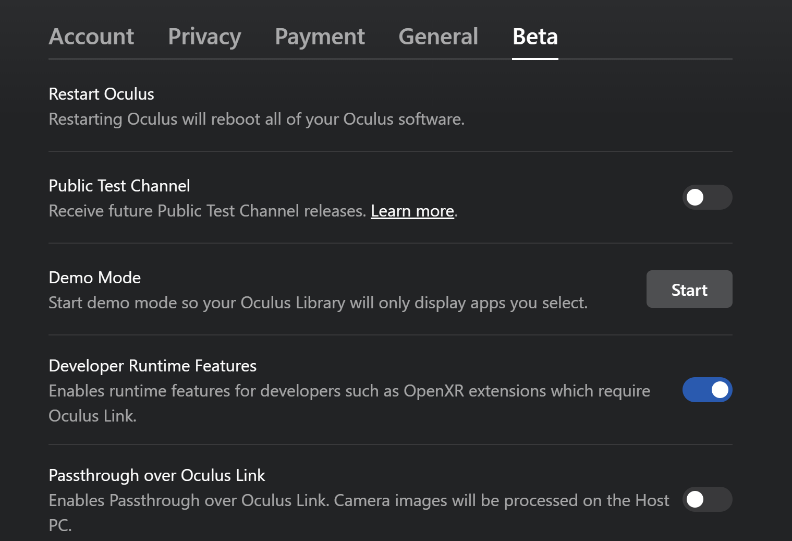 Account Privacy Payment General Beta
Restart Oculus
Restarting Oculus will reboot all of your Oculus software.
Public Test Channel
Receive future Public Test Channel releases. Learn more.
Demo Mode
Start demo mode so your Oculus Library will only display apps you select.
Start
Developer Runtime Features
Enables runtime features for developers such as OpenXR extensions which require
Oculus Link.
Passthrough over Oculus Link
Enables Passthrough over Oculus Link. Camera images will be processed on the Host
PC.